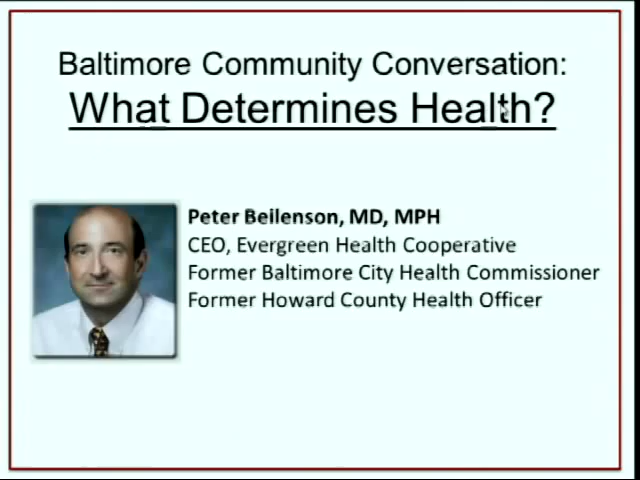 Baltimore Community Conversation:
What Determines Health?
Peter Beilenson, MD, MPH
CEO, Evergreen Health Cooperative
Former Baltimore City Health Commissioner
Former Howard County Health Officer